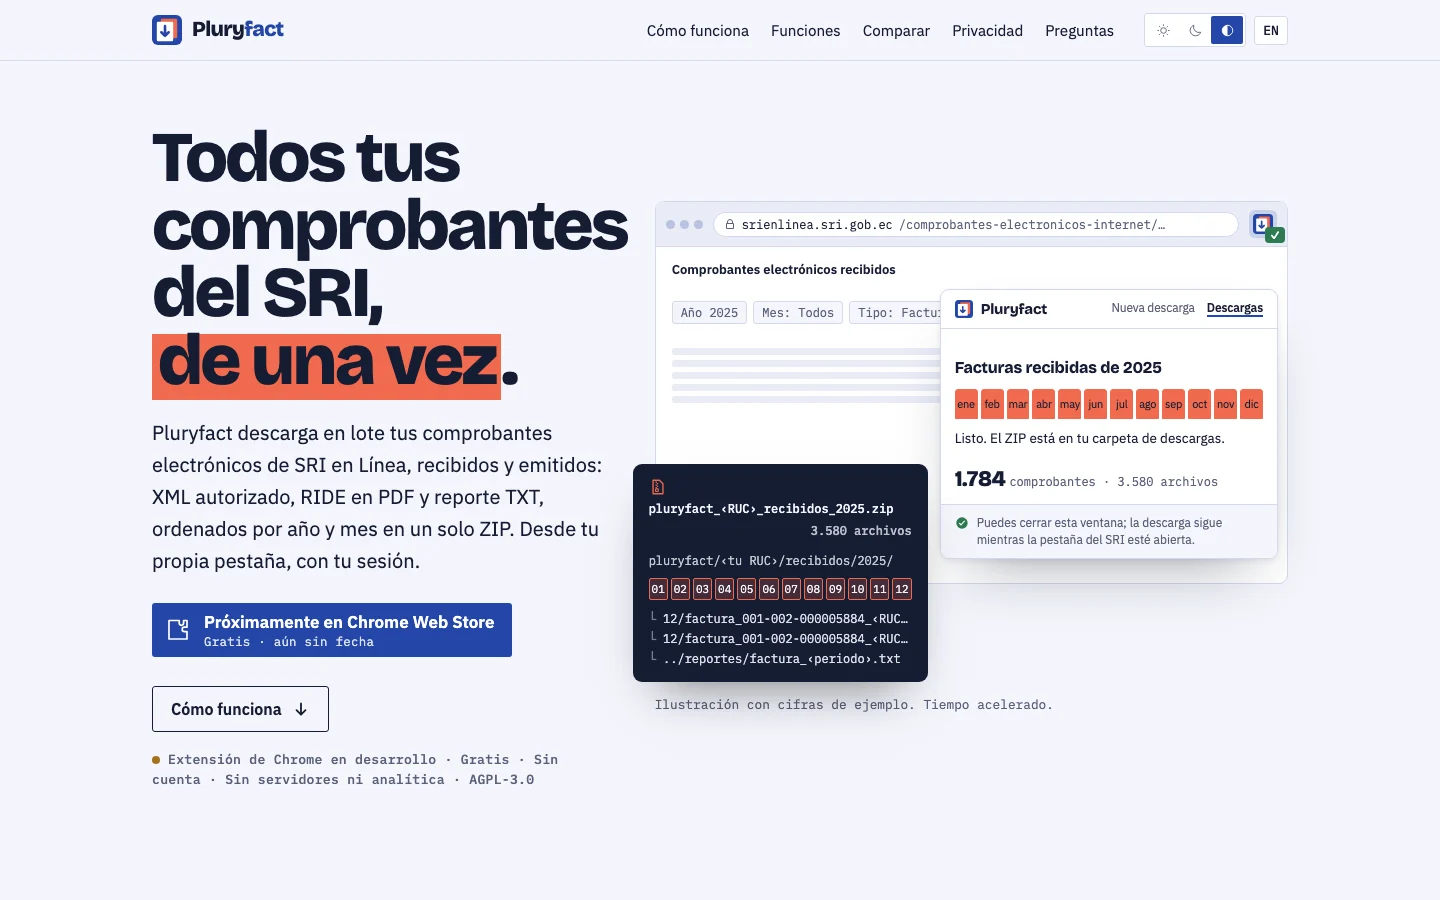 Pluryfact
Cómo funciona
Funciones
Comparar
Privacidad
Preguntas
EN
Todos tus
comprobantes
del SRI,
de una vez.
Pluryfact descarga en lote tus comprobantes
electrónicos de SRI en Línea, recibidos y emitidos:
XML autorizado, RIDE en PDF y reporte TXT,
ordenados por año y mes en un solo ZIP. Desde tu
propia pestaña, con tu sesión.
Próximamente en Chrome Web Store
Gratis · aún sin fecha
Cómo funciona ↓
Extensión de Chrome en desarrollo · Gratis · Sin
cuenta · Sin servidores ni analítica · AGPL-3.0
srienlinea.sri.gob.ec /comprobantes-electronicos-internet/…
Comprobantes electrónicos recibidos
Año 2025
Mes: Todos
Tipo: Factu
Pluryfact
Nueva descarga
Descargas
Facturas recibidas de 2025
ene feb mar abr may jun jul ago sep oct nov dic
Listo. El ZIP está en tu carpeta de descargas.
1.784 comprobantes · 3.580 archivos
Puedes cerrar esta ventana; la descarga sigue
mientras la pestaña del SRI esté abierta.
pluryfact_‹RUC›_recibidos_2025.zip
3.580 archivos
pluryfact/‹tu RUC›/recibidos/2025/
01 02 03 04 05 06 07 08 09 10 11 12
└ 12/factura_001-002-000005884_‹RUC…
└ 12/factura_001-002-000005884_‹RUC…
└ ../reportes/factura_‹periodo›.txt
Ilustración con cifras de ejemplo. Tiempo acelerado.